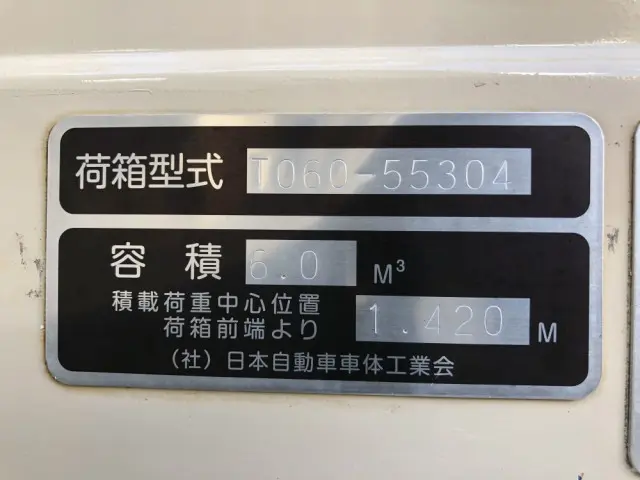 荷箱型式 T060-55304
容積 6.0 M³
積載荷重中心位置
荷箱前端より 1.420 M
(社)日本自動車車体工業会